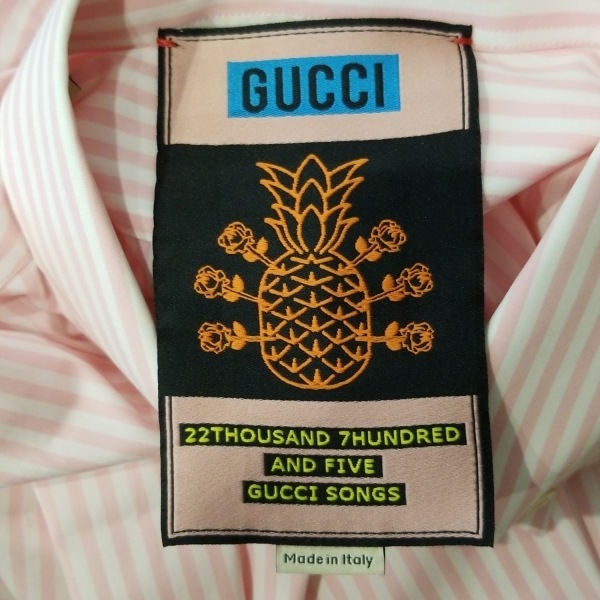 GUCCI
22THOUSAND 7HUNDRED
AND FIVE
GUCCI SONGS
Made in Italy